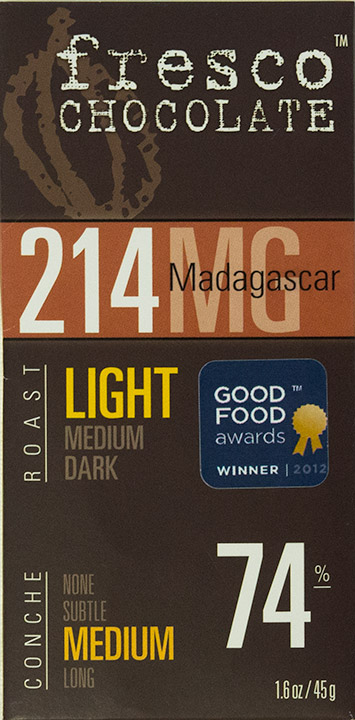 fresco™
CHOCOLATE
214MG
Madagascar
ROAST
LIGHT
MEDIUM
DARK
GOOD™
FOOD
awards
WINNER | 2012
CONCHE
NONE
SUBTLE
MEDIUM
LONG
74%
1.6 oz / 45 g